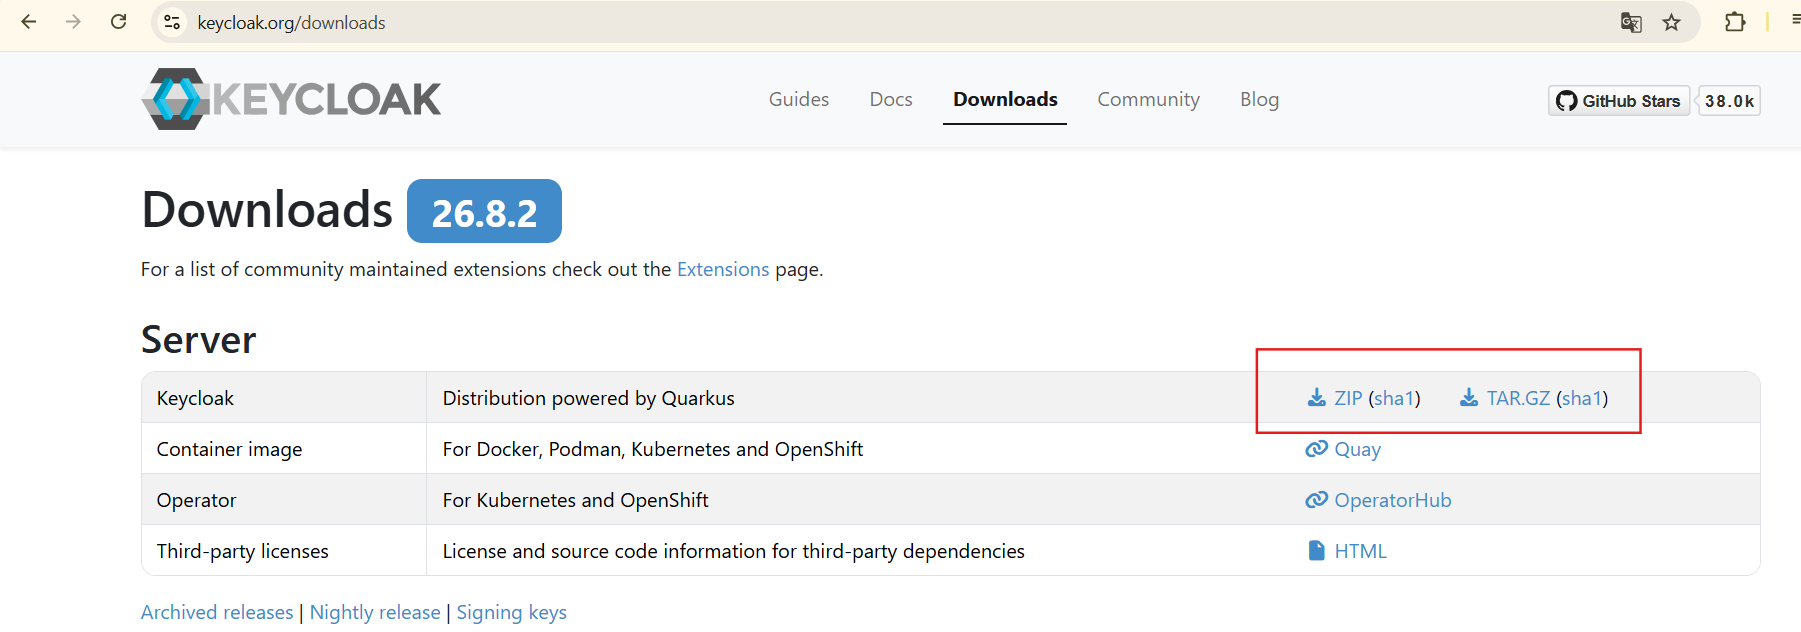 keycloak.org/downloads
KEYCLOAK Guides Docs Downloads Community Blog GitHub Stars 38.0k
Downloads 26.8.2
For a list of community maintained extensions check out the Extensions page.
Server
Keycloak Distribution powered by Quarkus ZIP (sha1) TAR.GZ (sha1)
Container image For Docker, Podman, Kubernetes and OpenShift Quay
Operator For Kubernetes and OpenShift OperatorHub
Third-party licenses License and source code information for third-party dependencies HTML
Archived releases | Nightly release | Signing keys